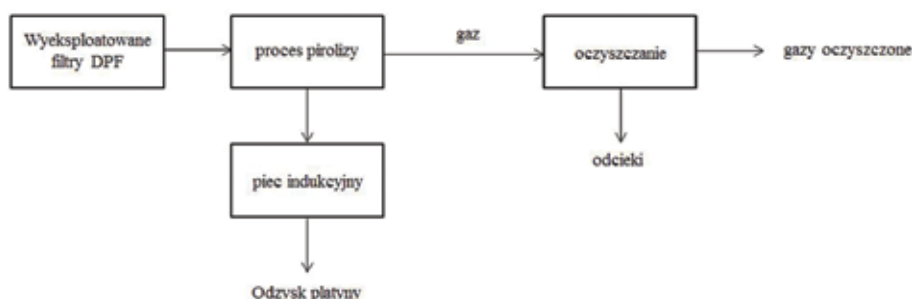 Wyeksploatowane
filtry DPF
proces pirolizy
gaz
oczyszczanie
gazy oczyszczone
odcieki
piec indukcyjny
Odzysk platyny